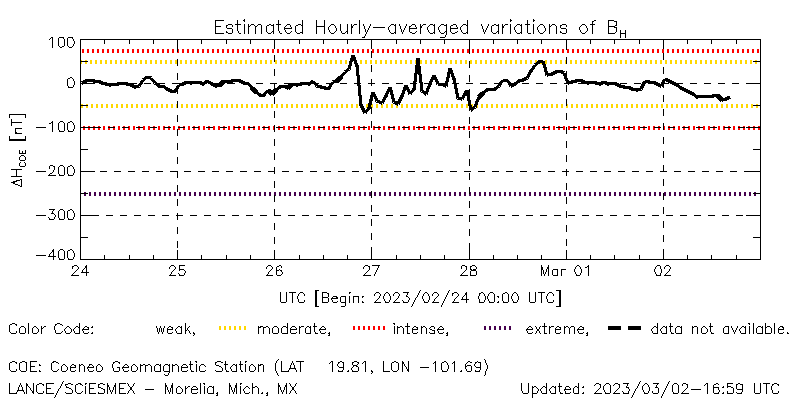 Estimated Hourly-averaged variations of BH
100
0
-100
-200
-300
-400
ΔHCOE [nT]
24 25 26 27 28 Mar 01 02
UTC [Begin: 2023/02/24 00:00 UTC]
Color Code: weak, moderate, intense, extreme, data not available.
COE: Coeneo Geomagnetic Station (LAT 19.81, LON -101.69)
LANCE/SCiESMEX - Morelia, Mich., MX Updated: 2023/03/02-16:59 UTC